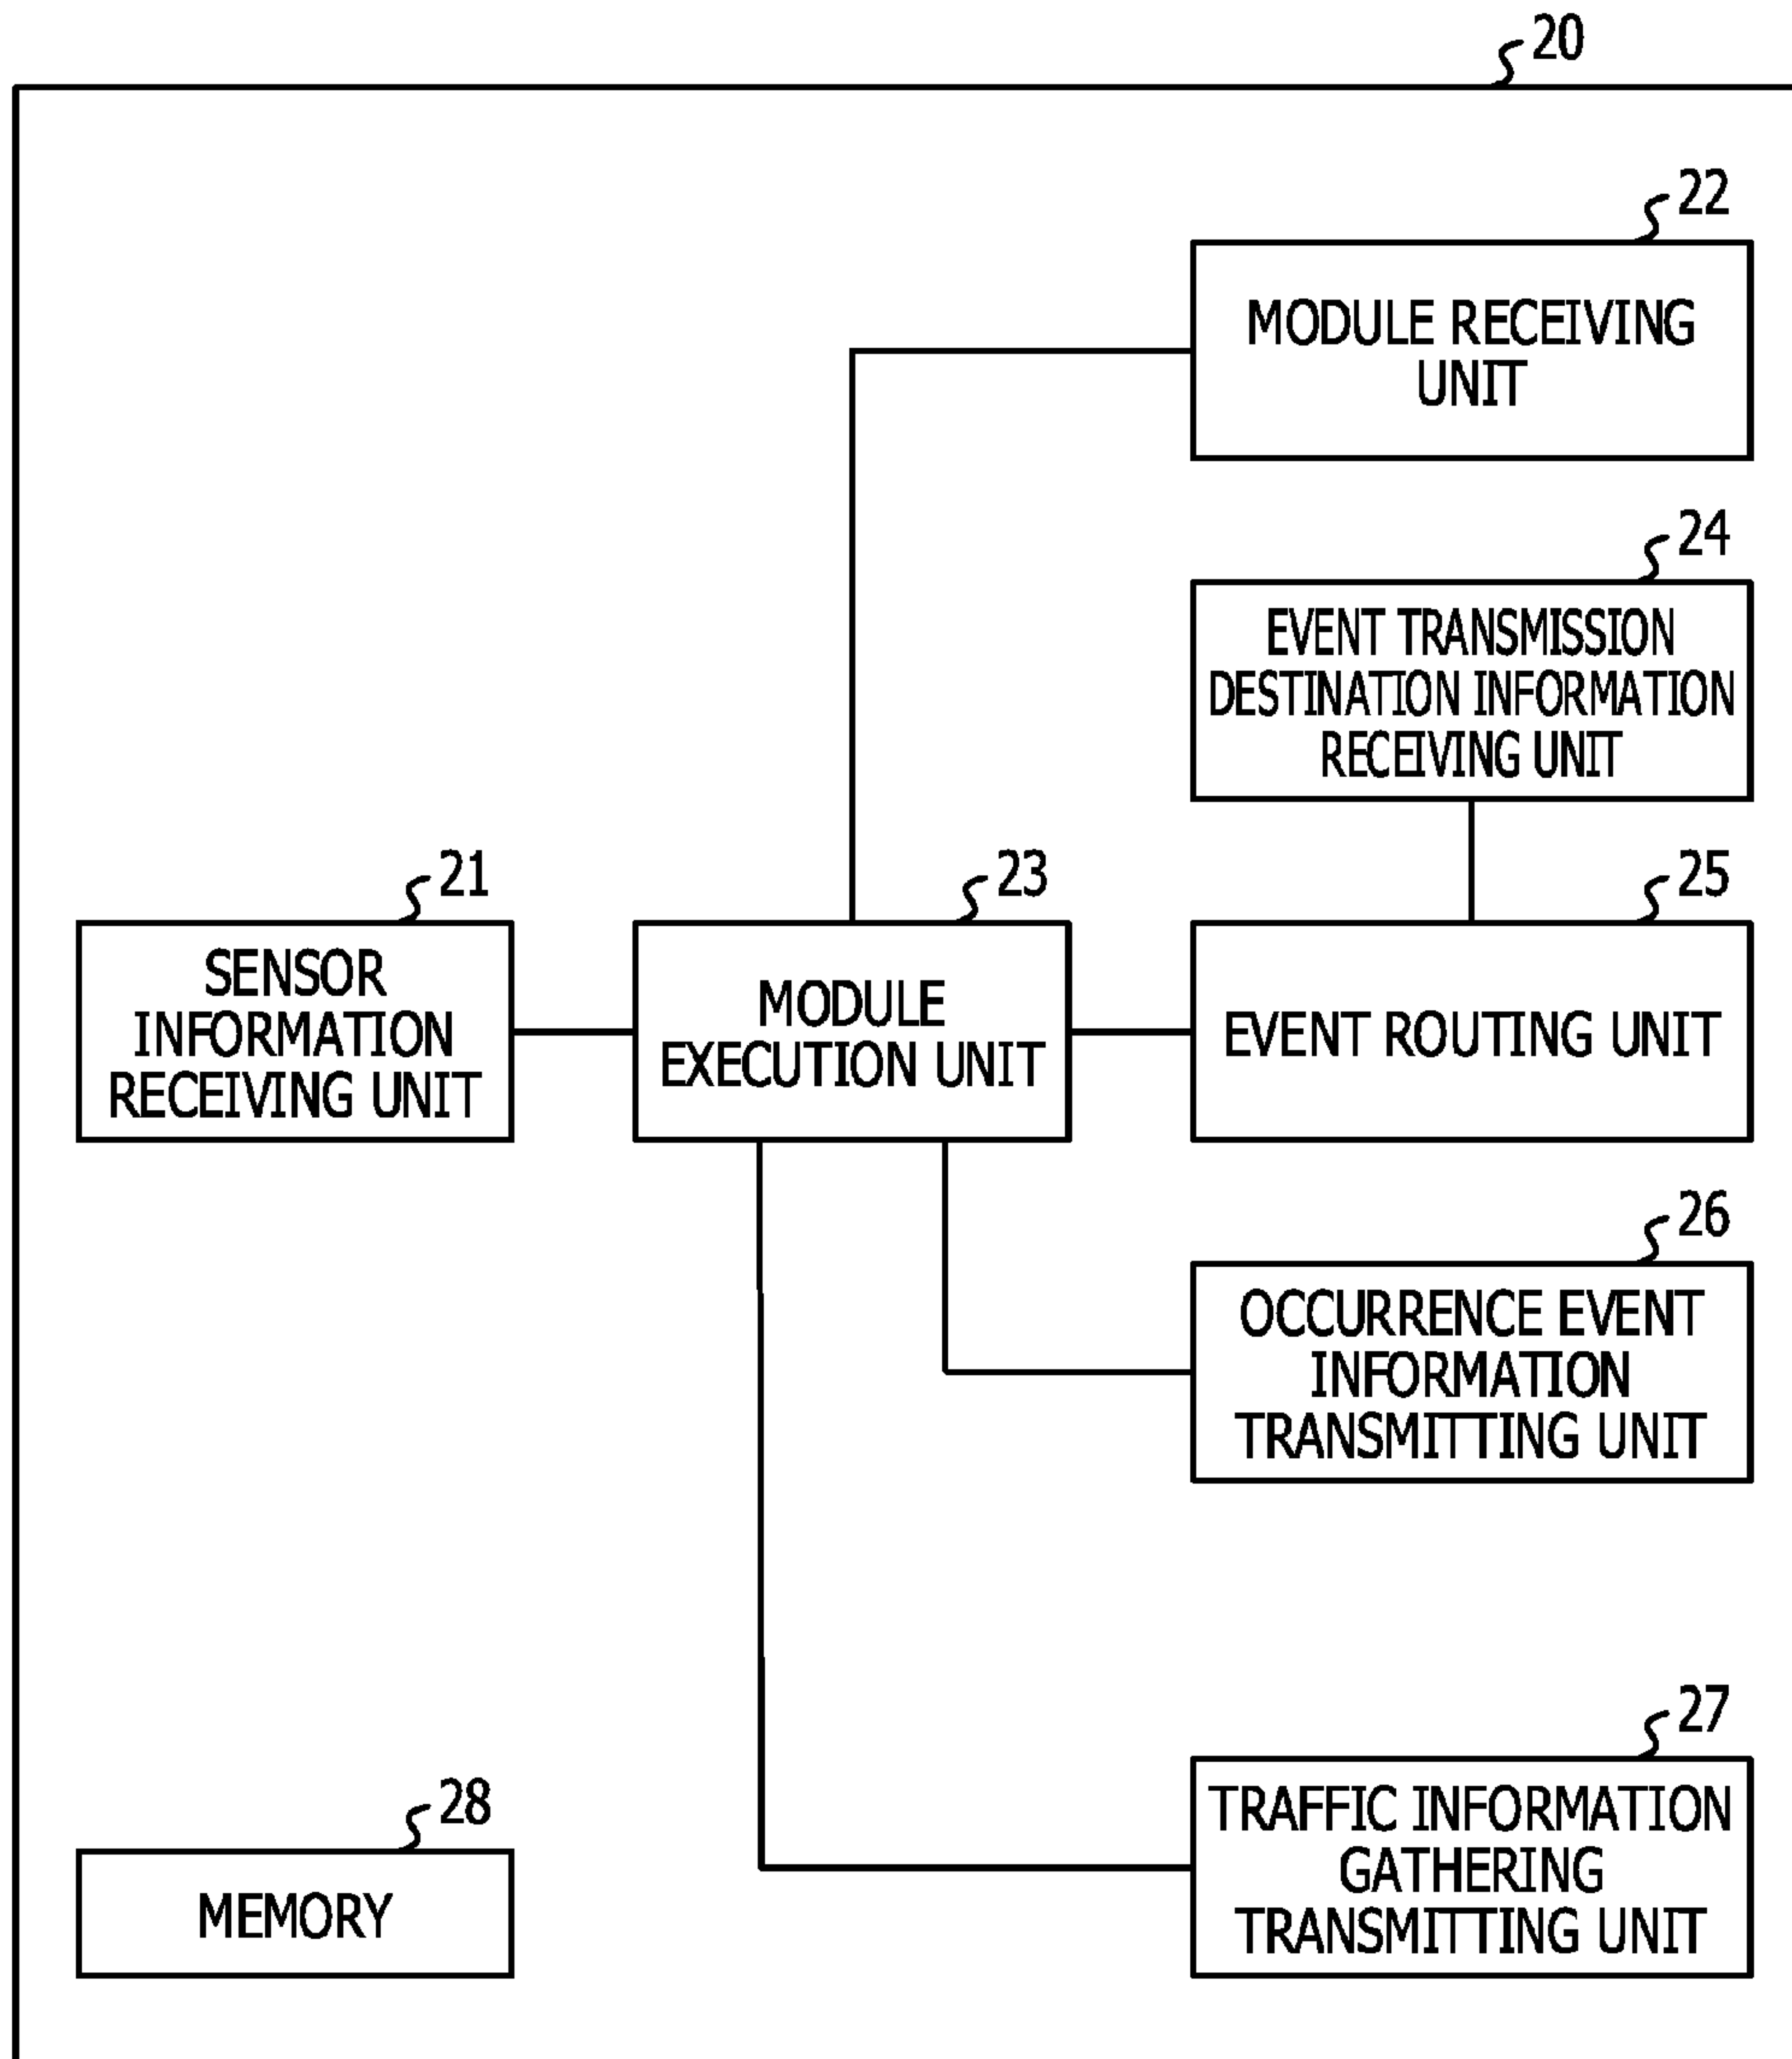 20
22
MODULE RECEIVING
UNIT
24
EVENT TRANSMISSION
DESTINATION INFORMATION
RECEIVING UNIT
21
SENSOR
INFORMATION
RECEIVING UNIT
23
MODULE
EXECUTION UNIT
25
EVENT ROUTING UNIT
26
OCCURRENCE EVENT
INFORMATION
TRANSMITTING UNIT
27
TRAFFIC INFORMATION
GATHERING
TRANSMITTING UNIT
28
MEMORY